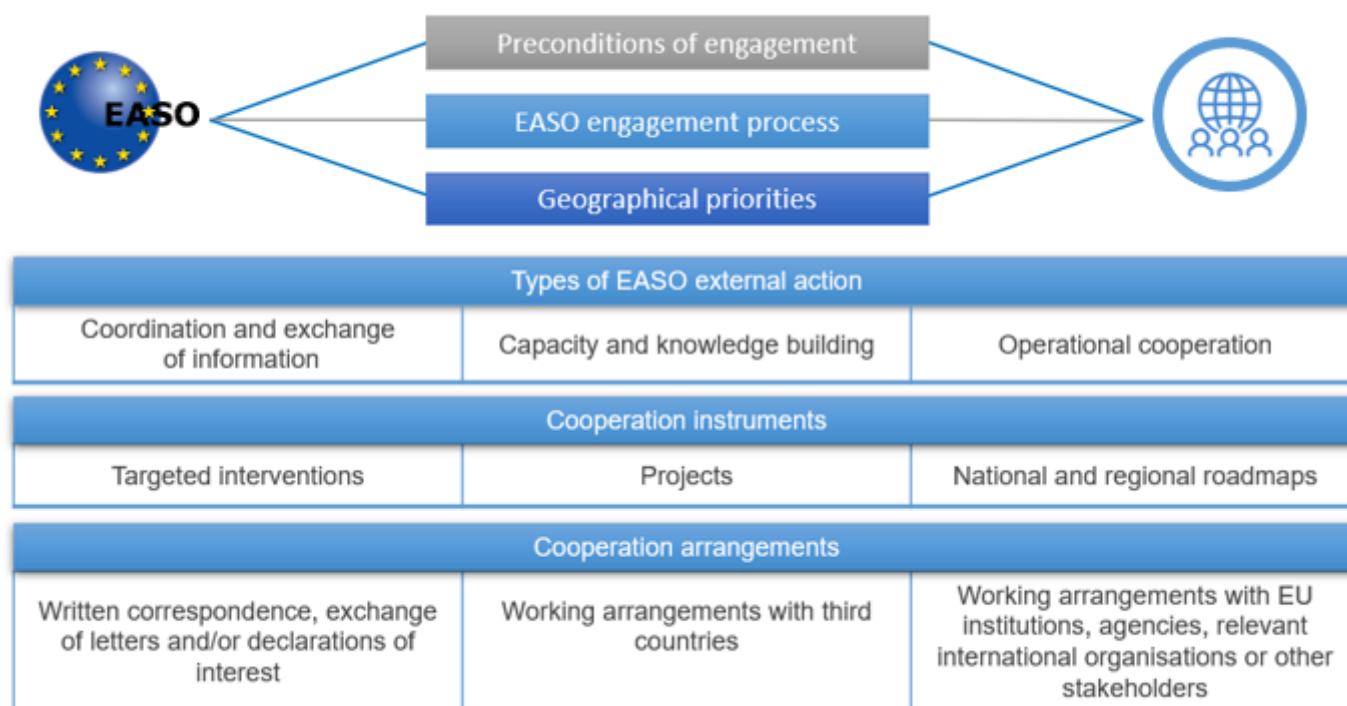 Preconditions of engagement
EASO
EASO engagement process
Geographical priorities
Types of EASO external action
Coordination and exchange
of information
Capacity and knowledge building
Operational cooperation
Cooperation instruments
Targeted interventions
Projects
National and regional roadmaps
Cooperation arrangements
Written correspondence, exchange
of letters and/or declarations of
interest
Working arrangements with third
countries
Working arrangements with EU
institutions, agencies, relevant
international organisations or other
stakeholders